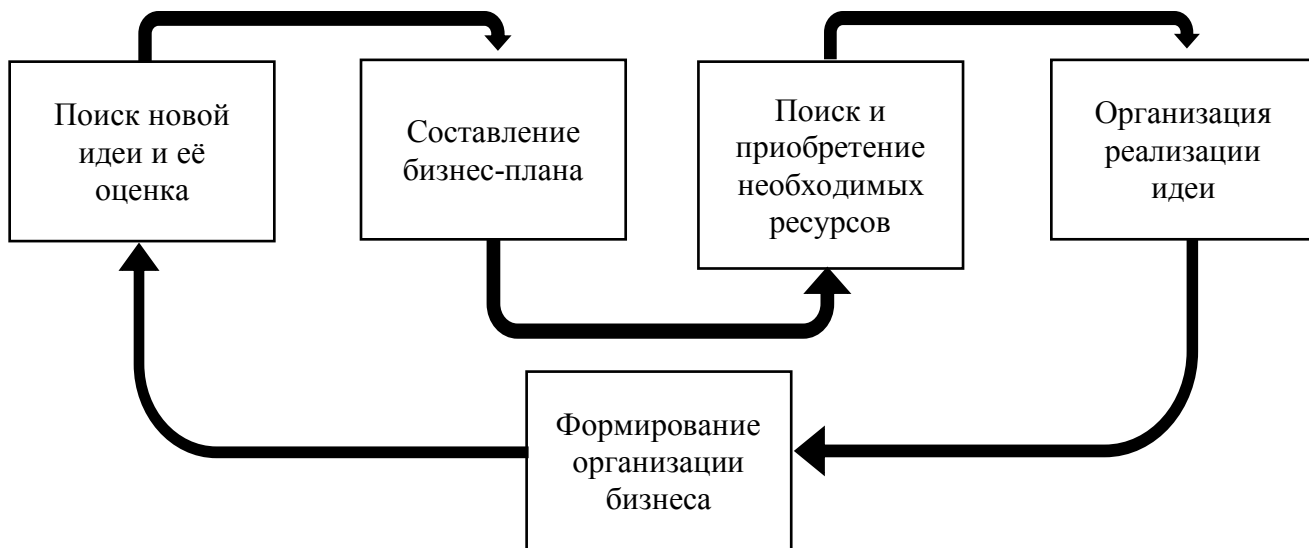 Поиск новой
идеи и её
оценка
Составление
бизнес-плана
Поиск и
приобретение
необходимых
ресурсов
Организация
реализации
идеи
Формирование
организации
бизнеса